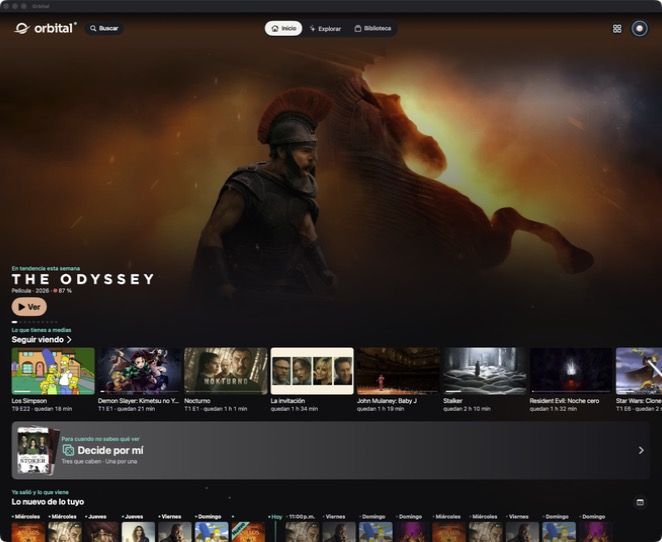 Orbital
orbital
Buscar
Inicio
Explorar
Biblioteca
En tendencia esta semana
THE ODYSSEY
Película · 2026 · 87 %
Ver
Lo que tienes a medias
Seguir viendo
NOKTURNO
Los Simpson
T9 E22 · quedan 18 min
Demon Slayer: Kimetsu no Y...
T1 E1 · quedan 21 min
Nocturno
T1 E1 · quedan 1 h 1 min
La invitación
quedan 1 h 34 min
John Mulaney: Baby J
quedan 1 h 19 min
Stalker
quedan 2 h 10 min
Resident Evil: Noche cero
quedan 1 h 32 min
Star Wars: Clone
T1 E6 · quedan 2
STOKER
Para cuando no sabes qué ver
Decide por mí
Tres que caben · Una por una
Ya salió y lo que viene
Lo nuevo de lo tuyo
Miércoles
Miércoles
Jueves
Jueves
Viernes
Domingo
Hoy
11:00 p.m.
Viernes
Domingo
Domingo
Miércoles
Miércoles
Viernes
Domingo
Domingo